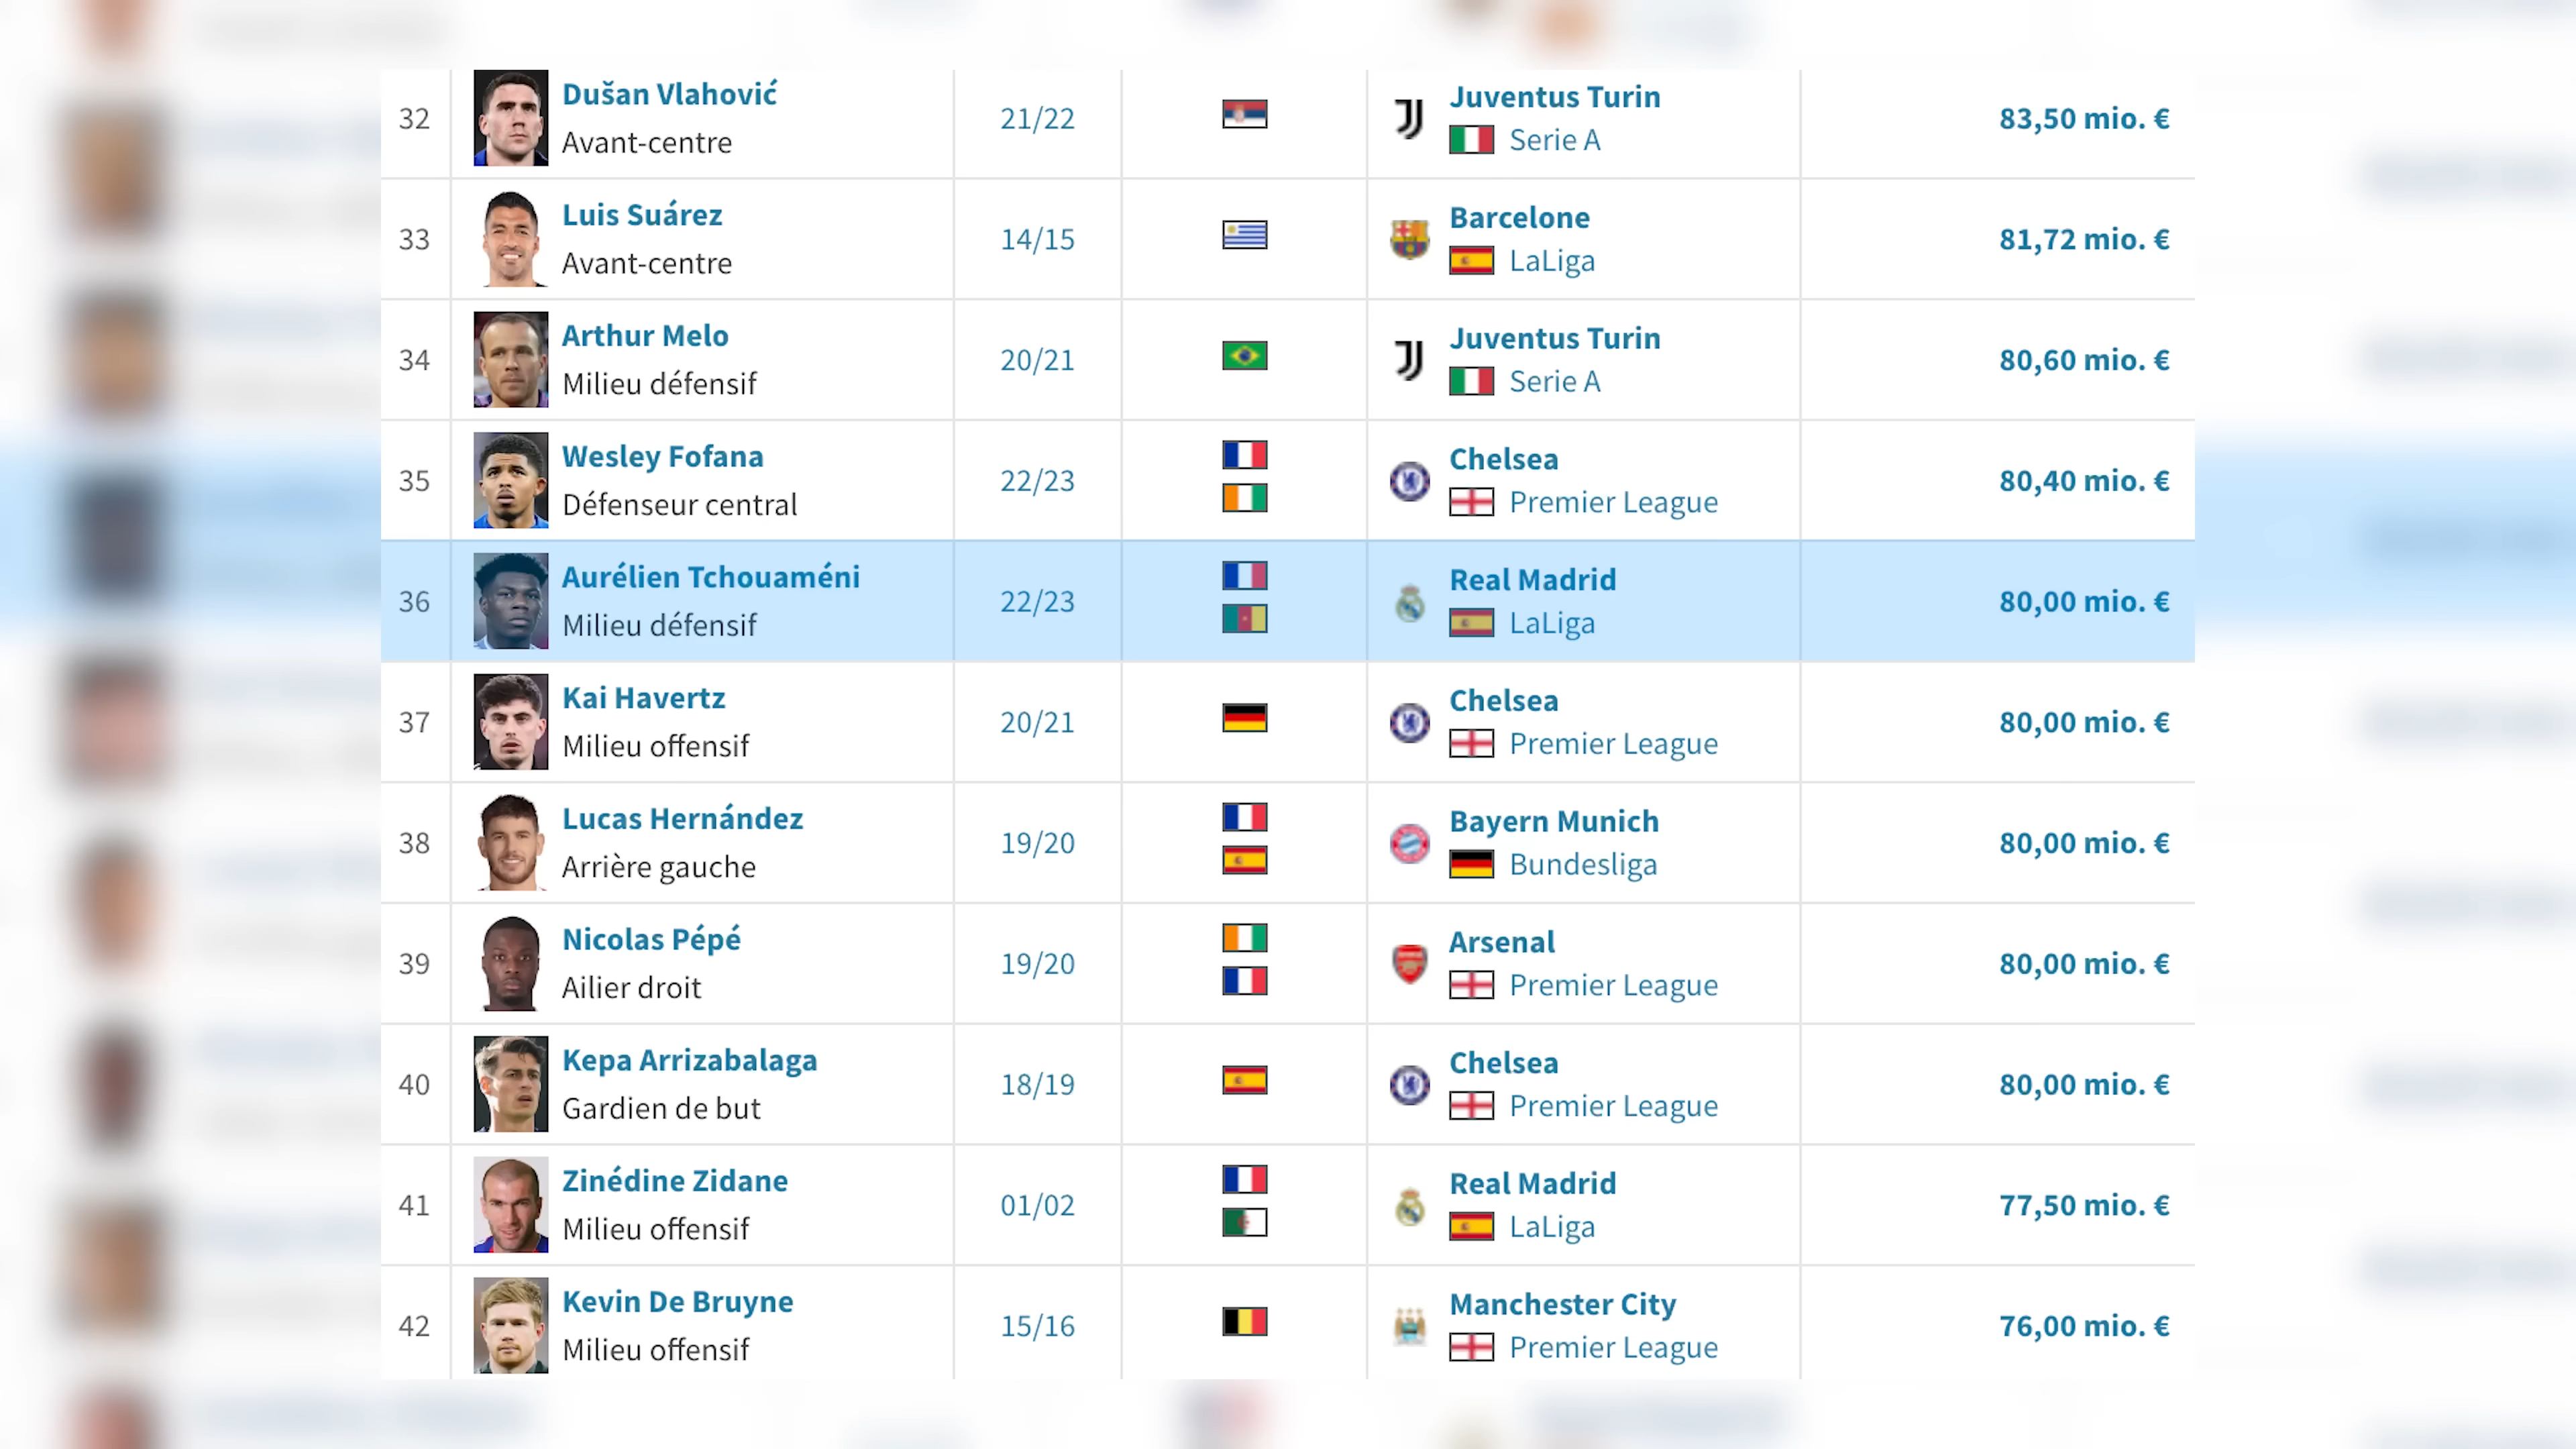 32
Dušan Vlahović
Avant-centre
21/22
Juventus Turin
Serie A
83,50 mio. €
33
Luis Suárez
Avant-centre
14/15
Barcelone
LaLiga
81,72 mio. €
34
Arthur Melo
Milieu défensif
20/21
Juventus Turin
Serie A
80,60 mio. €
35
Wesley Fofana
Défenseur central
22/23
Chelsea
Premier League
80,40 mio. €
36
Aurélien Tchouaméni
Milieu défensif
22/23
Real Madrid
LaLiga
80,00 mio. €
37
Kai Havertz
Milieu offensif
20/21
Chelsea
Premier League
80,00 mio. €
38
Lucas Hernández
Arrière gauche
19/20
Bayern Munich
Bundesliga
80,00 mio. €
39
Nicolas Pépé
Ailier droit
19/20
Arsenal
Premier League
80,00 mio. €
40
Kepa Arrizabalaga
Gardien de but
18/19
Chelsea
Premier League
80,00 mio. €
41
Zinédine Zidane
Milieu offensif
01/02
Real Madrid
LaLiga
77,50 mio. €
42
Kevin De Bruyne
Milieu offensif
15/16
Manchester City
Premier League
76,00 mio. €